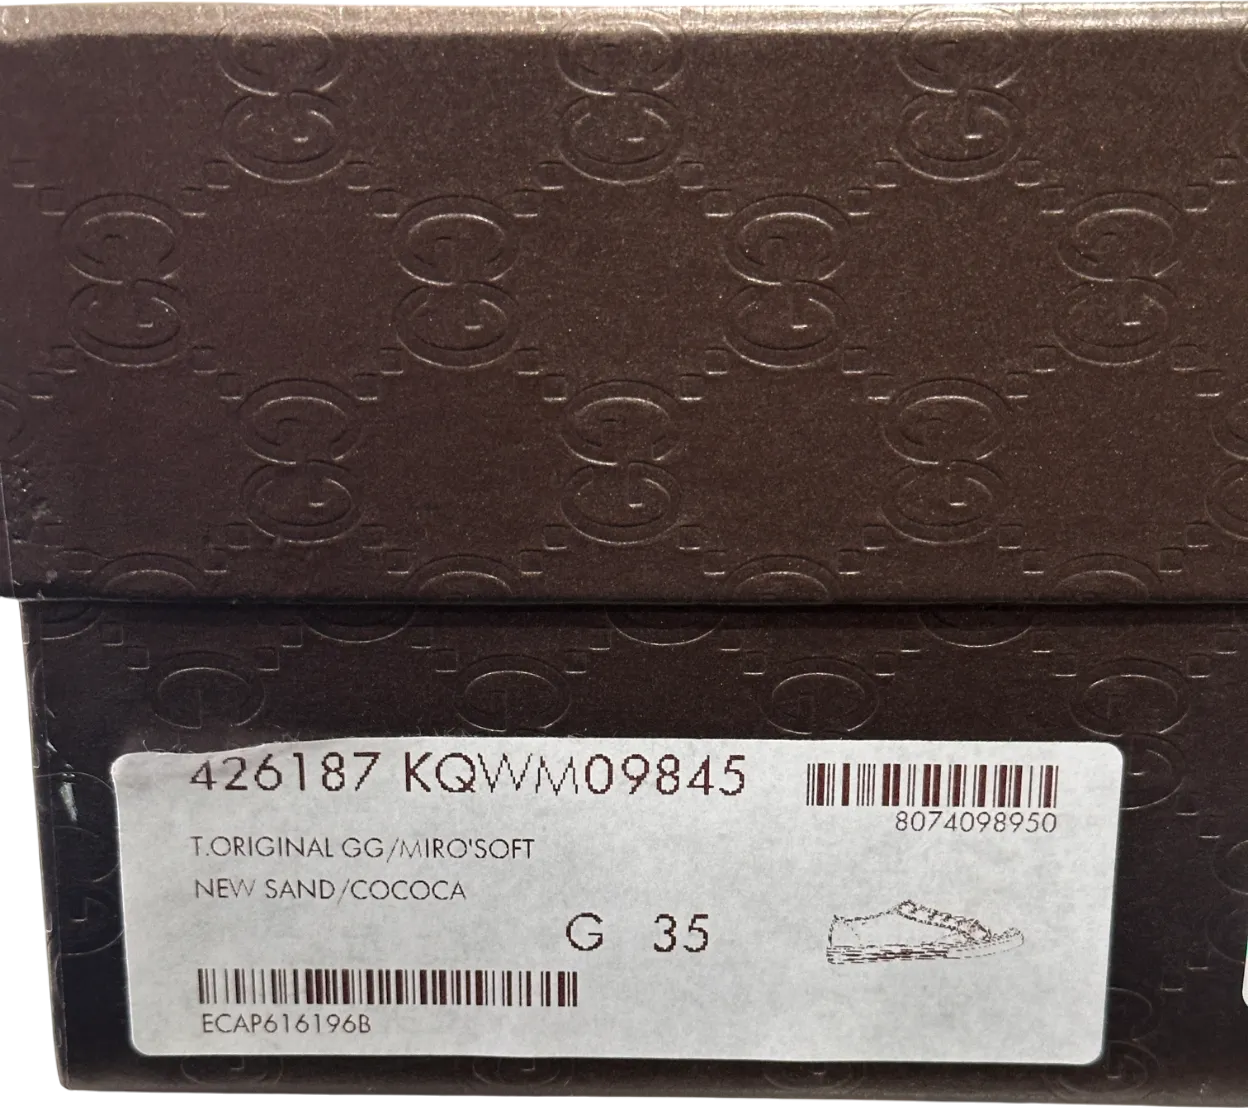 426187 KQWM09845
8074098950
T.ORIGINAL GG/MIRO'SOFT
NEW SAND/COCOCA
G 35
ECAP616196B